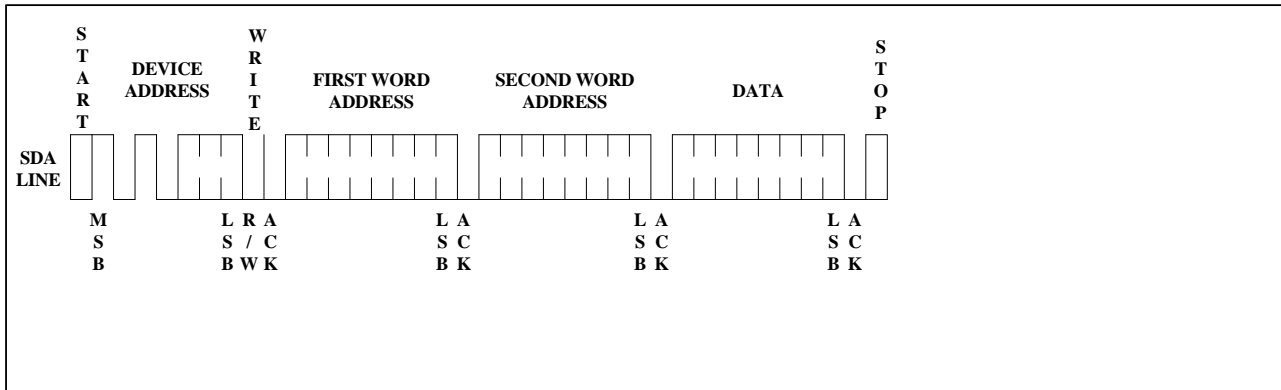 START
DEVICE
ADDRESS
WRITE
FIRST WORD
ADDRESS
SECOND WORD
ADDRESS
DATA
STOP
SDA
LINE
MSB
LSB
R/W
ACK
LSB
ACK
LSB
ACK
LSB
ACK